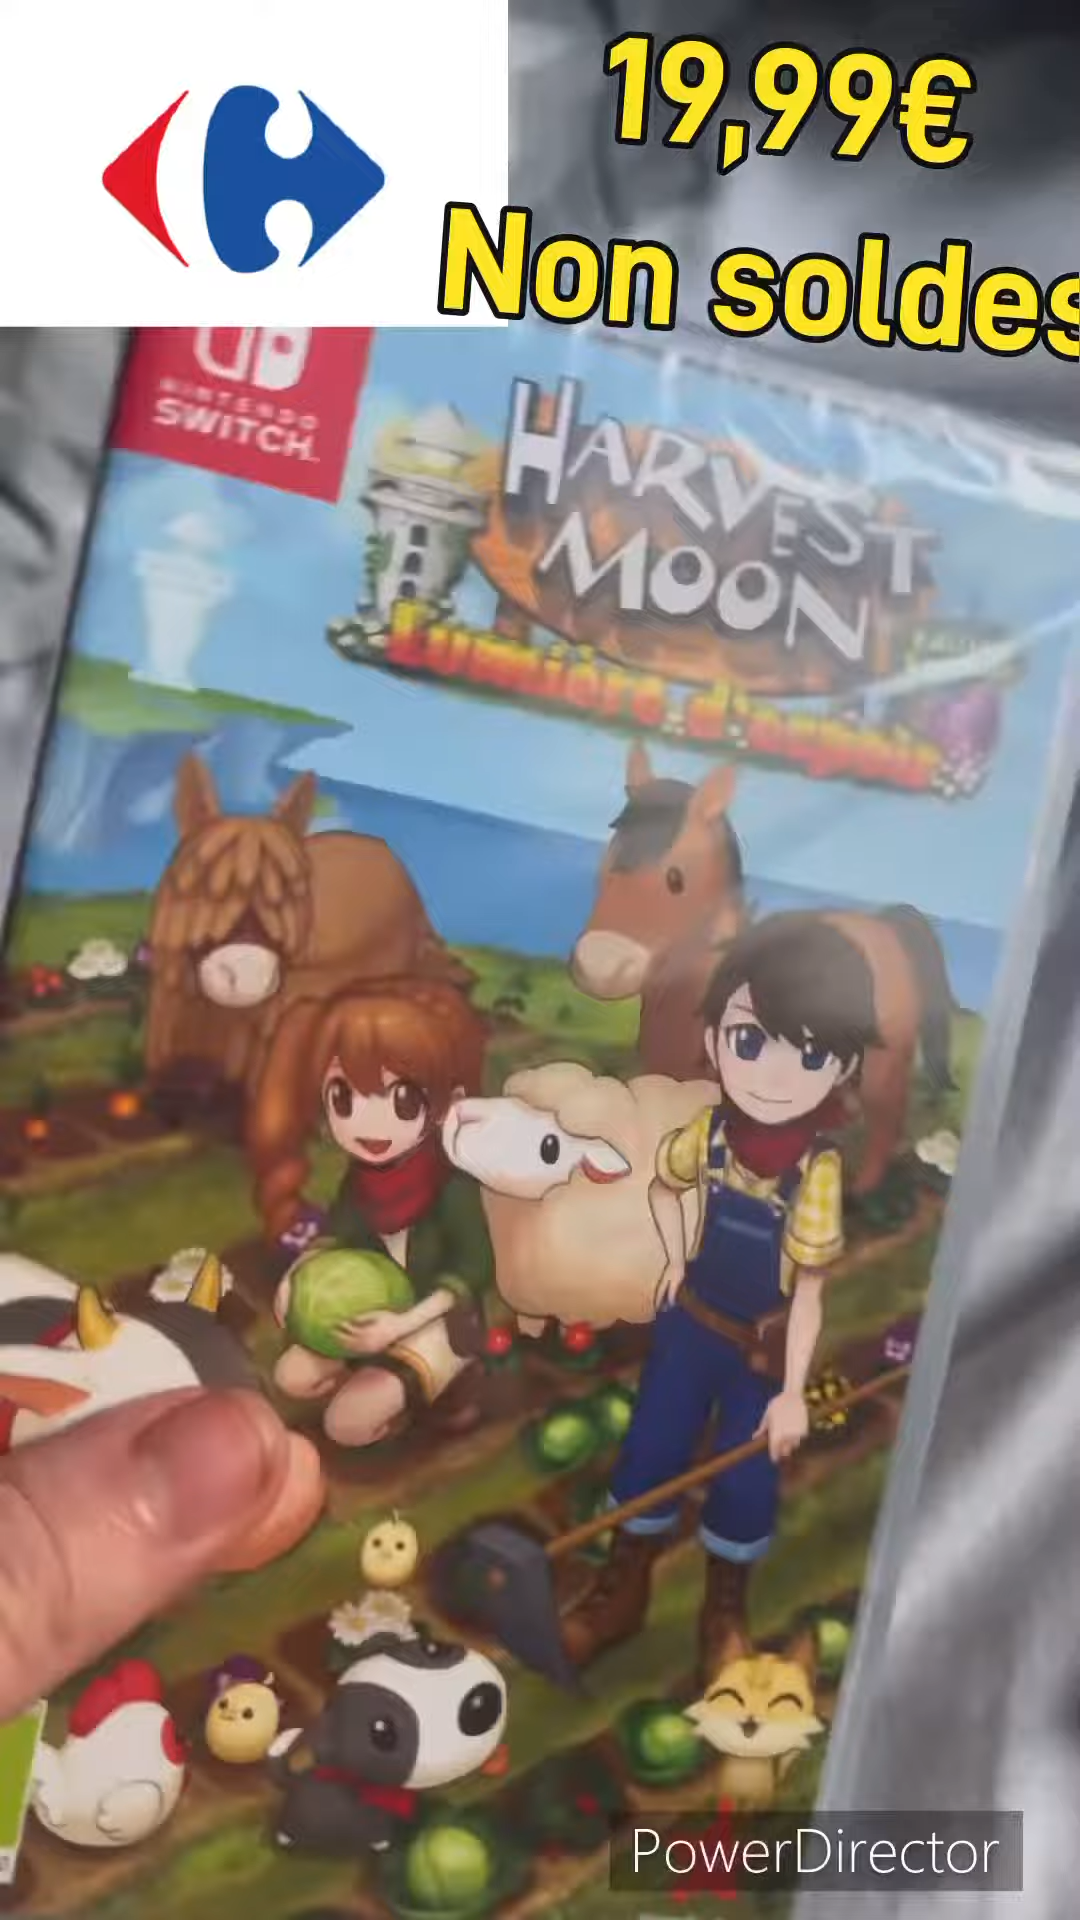 19,99€
Non soldes
NINTENDO
SWITCH
HARVEST
MOON
Lumière d'espoir
PowerDirector